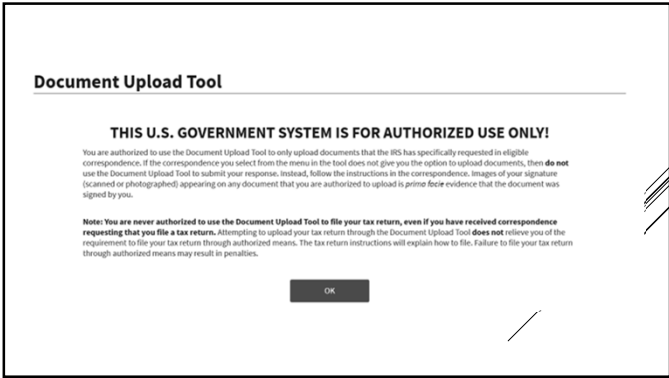 Document Upload Tool
THIS U.S. GOVERNMENT SYSTEM IS FOR AUTHORIZED USE ONLY!
You are authorized to use the Document Upload Tool to only upload documents that the IRS has specifically requested in eligible
correspondence. If the correspondence you select from the menu in the tool does not give you the option to upload documents, then do not
use the Document Upload Tool to submit your response. Instead, follow the instructions in the correspondence. Images of your signature
(scanned or photographed) appearing on any document that you are authorized to upload is prima facie evidence that the document was
signed by you.
Note: You are never authorized to use the Document Upload Tool to file your tax return, even if you have received correspondence
requesting that you file a tax return. Attempting to upload your tax return through the Document Upload Tool does not relieve you of the
requirement to file your tax return through authorized means. The tax return instructions will explain how to file. Failure to file your tax return
through authorized means may result in penalties.
OK